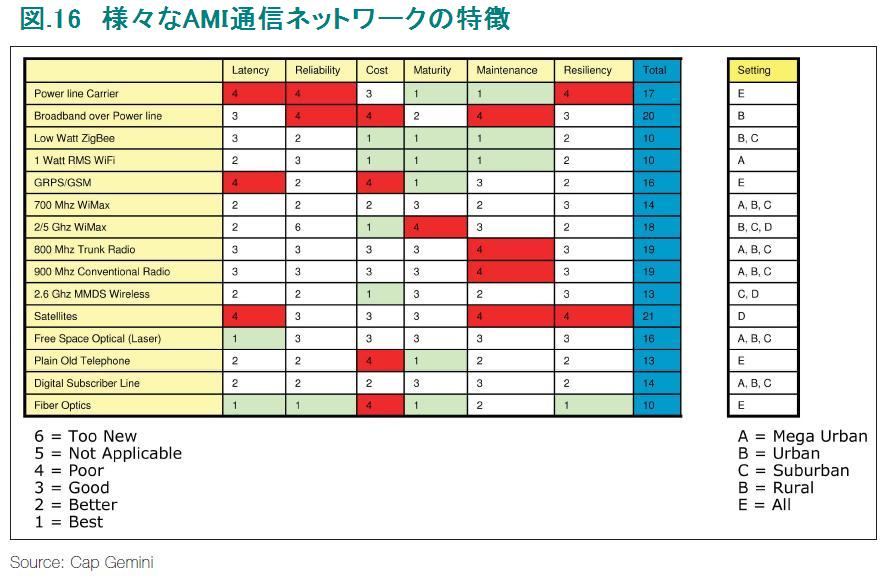 図.16 様々なAMI通信ネットワークの特徴
Latency Reliability Cost Maturity Maintenance Resiliency Total Setting
Power line Carrier 4 4 3 1 1 4 17 E
Broadband over Power line 3 4 4 2 4 3 20 B
Low Watt ZigBee 3 2 1 1 1 2 10 B, C
1 Watt RMS WiFi 2 3 1 1 1 2 10 A
GRPS/GSM 4 2 4 1 3 2 16 E
700 Mhz WiMax 2 2 2 3 2 3 14 A, B, C
2/5 Ghz WiMax 2 6 1 4 3 2 18 B, C, D
800 Mhz Trunk Radio 3 3 3 3 4 3 19 A, B, C
900 Mhz Conventional Radio 3 3 3 3 4 3 19 A, B, C
2.6 Ghz MMDS Wireless 2 2 1 3 2 3 13 C, D
Satellites 4 3 3 3 4 4 21 D
Free Space Optical (Laser) 1 3 3 3 3 3 16 A, B, C
Plain Old Telephone 2 2 4 1 2 2 13 E
Digital Subscriber Line 2 2 2 3 3 2 14 A, B, C
Fiber Optics 1 1 4 1 2 1 10 E
6 = Too New
5 = Not Applicable
4 = Poor
3 = Good
2 = Better
1 = Best
A = Mega Urban
B = Urban
C = Suburban
B = Rural
E = All
Source: Cap Gemini